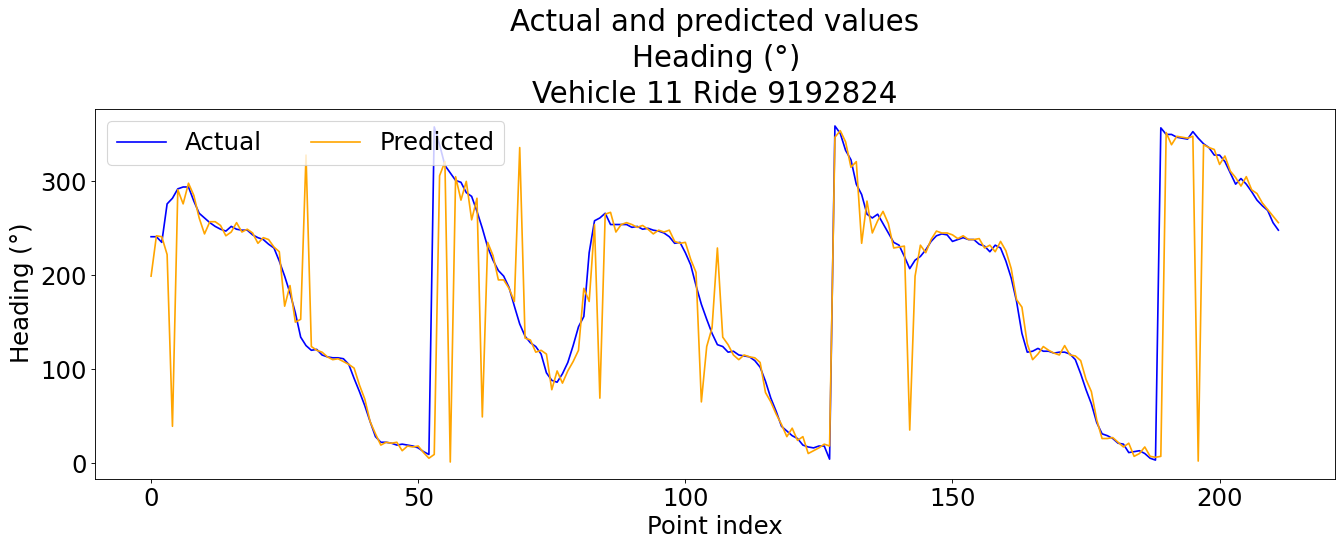 Actual and predicted values
Heading (°)
Vehicle 11 Ride 9192824
Actual
Predicted
Heading (°)
300
200
100
0
0
50
100
150
200
Point index